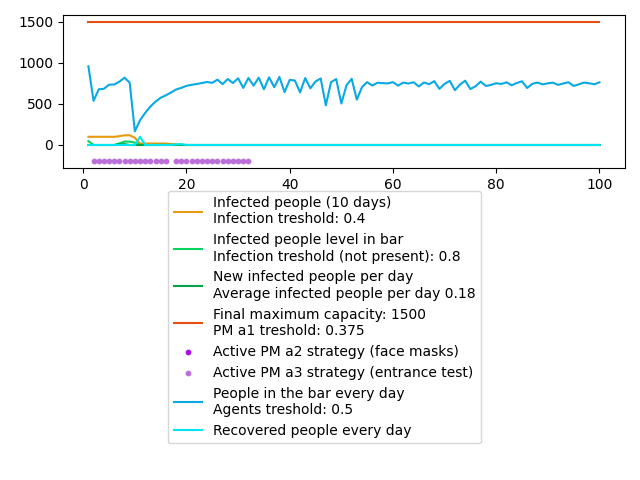 1500
1000
500
0
0 20 40 60 80 100
Infected people (10 days)
Infection treshold: 0.4
Infected people level in bar
Infection treshold (not present): 0.8
New infected people per day
Average infected people per day 0.18
Final maximum capacity: 1500
PM a1 treshold: 0.375
Active PM a2 strategy (face masks)
Active PM a3 strategy (entrance test)
People in the bar every day
Agents treshold: 0.5
Recovered people every day